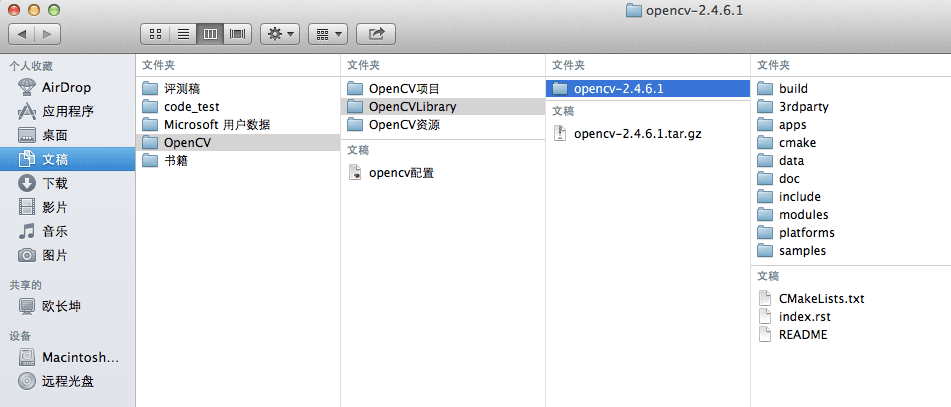 opencv-2.4.6.1
个人收藏
AirDrop
应用程序
桌面
文稿
下载
影片
音乐
图片
共享的
欧长坤
设备
Macintosh...
远程光盘
文件夹
评测稿
code_test
Microsoft 用户数据
OpenCV
书籍
文件夹
OpenCV项目
OpenCVLibrary
OpenCV资源
文稿
opencv配置
文件夹
opencv-2.4.6.1
文稿
opencv-2.4.6.1.tar.gz
文件夹
build
3rdparty
apps
cmake
data
doc
include
modules
platforms
samples
文稿
CMakeLists.txt
index.rst
README